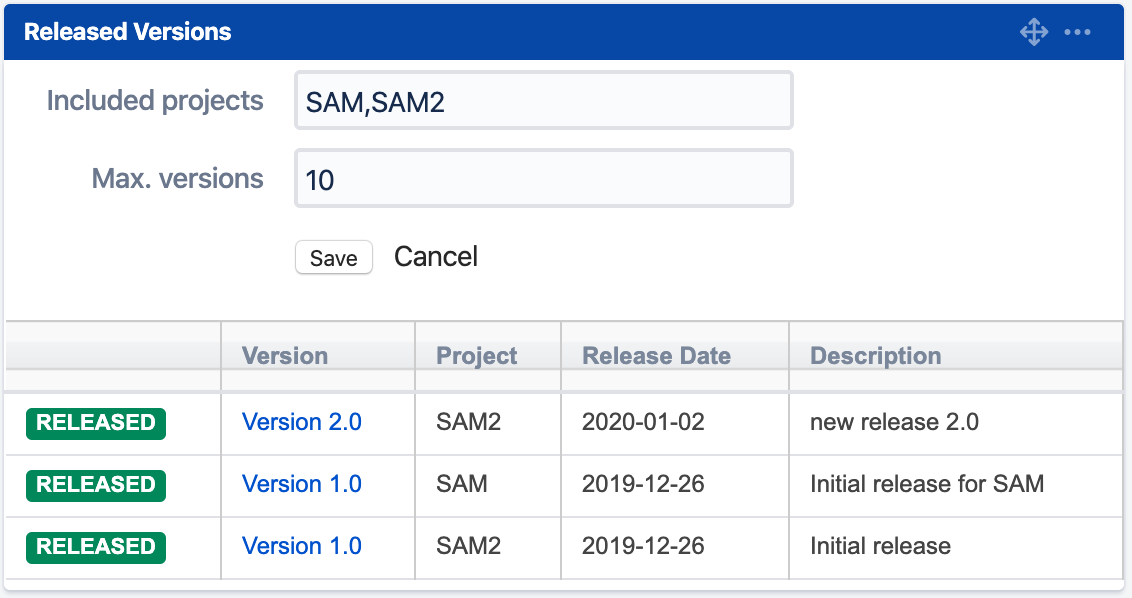 Released Versions
Included projects SAM,SAM2
Max. versions 10
Save Cancel
Version Project Release Date Description
RELEASED Version 2.0 SAM2 2020-01-02 new release 2.0
RELEASED Version 1.0 SAM 2019-12-26 Initial release for SAM
RELEASED Version 1.0 SAM2 2019-12-26 Initial release